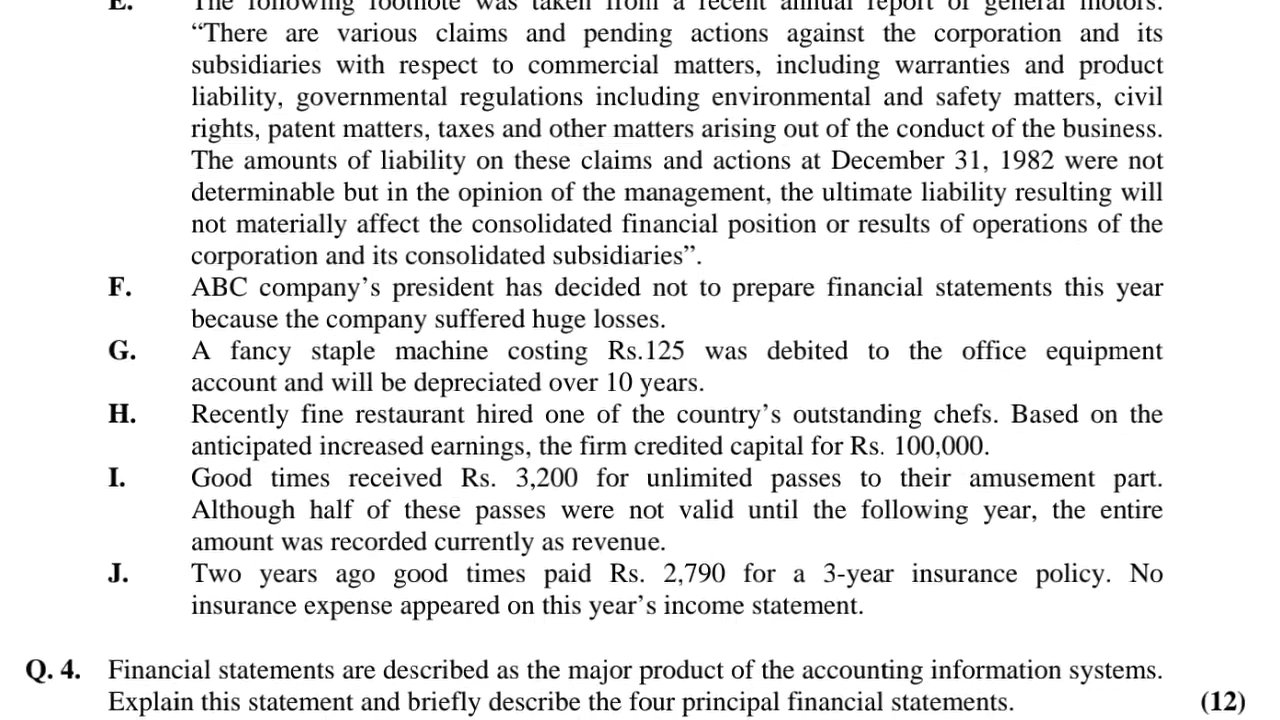 E. The following footnote was taken from a recent annual report of general motors.
“There are various claims and pending actions against the corporation and its
subsidiaries with respect to commercial matters, including warranties and product
liability, governmental regulations including environmental and safety matters, civil
rights, patent matters, taxes and other matters arising out of the conduct of the business.
The amounts of liability on these claims and actions at December 31, 1982 were not
determinable but in the opinion of the management, the ultimate liability resulting will
not materially affect the consolidated financial position or results of operations of the
corporation and its consolidated subsidiaries”.
F. ABC company’s president has decided not to prepare financial statements this year
because the company suffered huge losses.
G. A fancy staple machine costing Rs.125 was debited to the office equipment
account and will be depreciated over 10 years.
H. Recently fine restaurant hired one of the country’s outstanding chefs. Based on the
anticipated increased earnings, the firm credited capital for Rs. 100,000.
I. Good times received Rs. 3,200 for unlimited passes to their amusement part.
Although half of these passes were not valid until the following year, the entire
amount was recorded currently as revenue.
J. Two years ago good times paid Rs. 2,790 for a 3-year insurance policy. No
insurance expense appeared on this year’s income statement.
Q. 4. Financial statements are described as the major product of the accounting information systems.
Explain this statement and briefly describe the four principal financial statements. (12)